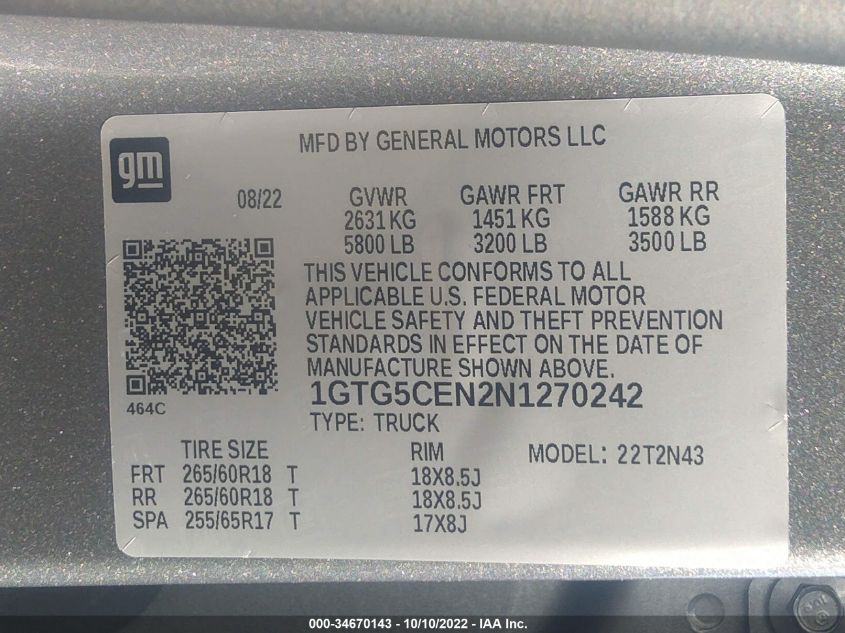 MFD BY GENERAL MOTORS LLC
gm
08/22 GVWR GAWR FRT GAWR RR
2631 KG 1451 KG 1588 KG
5800 LB 3200 LB 3500 LB
THIS VEHICLE CONFORMS TO ALL
APPLICABLE U.S. FEDERAL MOTOR
VEHICLE SAFETY AND THEFT PREVENTION
STANDARDS IN EFFECT ON THE DATE OF
MANUFACTURE SHOWN ABOVE.
1GTG5CEN2N1270242
464C
TYPE: TRUCK
TIRE SIZE RIM MODEL: 22T2N43
FRT 265/60R18 T 18X8.5J
RR 265/60R18 T 18X8.5J
SPA 255/65R17 T 17X8J
000-34670143 - 10/10/2022 - IAA Inc.